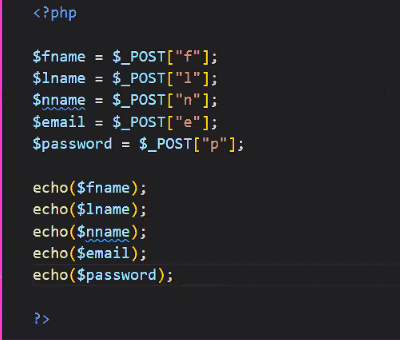 <?php
$fname = $_POST["f"];
$lname = $_POST["l"];
$nname = $_POST["n"];
$email = $_POST["e"];
$password = $_POST["p"];
echo($fname);
echo($lname);
echo($nname);
echo($email);
echo($password);
?>